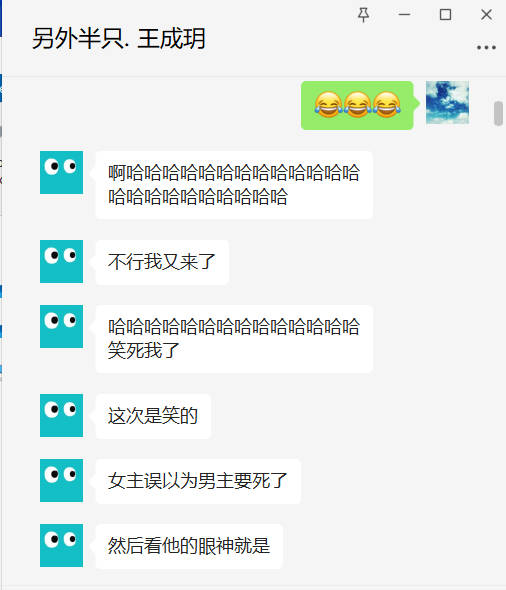 另外半只. 王成玥
😂😂😂
啊哈哈哈哈哈哈哈哈哈哈哈哈哈
哈哈哈哈哈哈哈哈哈哈
不行我又来了
哈哈哈哈哈哈哈哈哈哈哈哈哈哈
笑死我了
这次是笑的
女主误以为男主要死了
然后看他的眼神就是